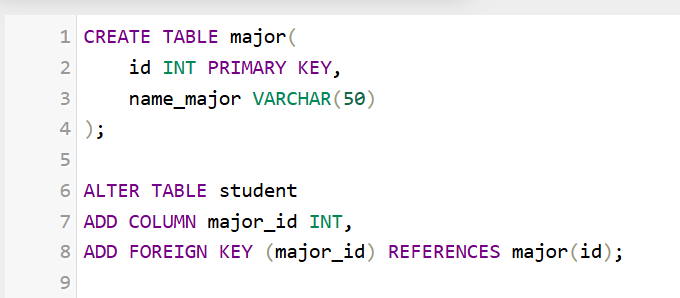 1 CREATE TABLE major(
2 id INT PRIMARY KEY,
3 name_major VARCHAR(50)
4 );
5
6 ALTER TABLE student
7 ADD COLUMN major_id INT,
8 ADD FOREIGN KEY (major_id) REFERENCES major(id);
9